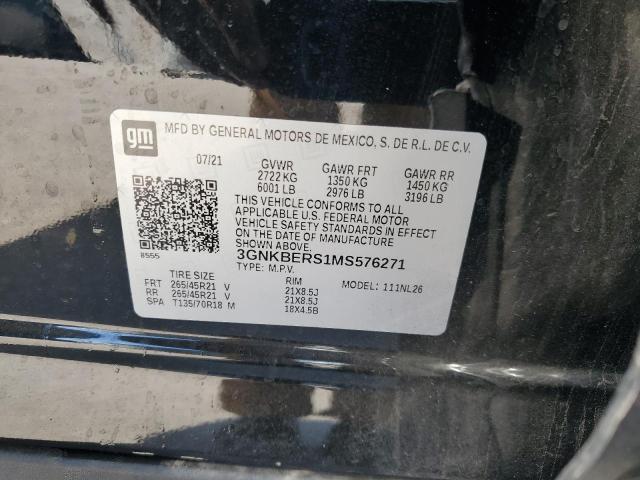 gm
MFD BY GENERAL MOTORS DE MEXICO, S. DE R.L. DE C.V.
07/21 GVWR GAWR FRT GAWR RR
2722 KG 1350 KG 1450 KG
6001 LB 2976 LB 3196 LB
THIS VEHICLE CONFORMS TO ALL
APPLICABLE U.S. FEDERAL MOTOR
VEHICLE SAFETY STANDARDS IN EFFECT
ON THE DATE OF MANUFACTURE
SHOWN ABOVE.
3GNKBERS1MS576271
8555 TYPE: M.P.V.
TIRE SIZE RIM MODEL: 111NL26
FRT 265/45R21 V 21X8.5J
RR 265/45R21 V 21X8.5J
SPA T135/70R18 M 18X4.5B